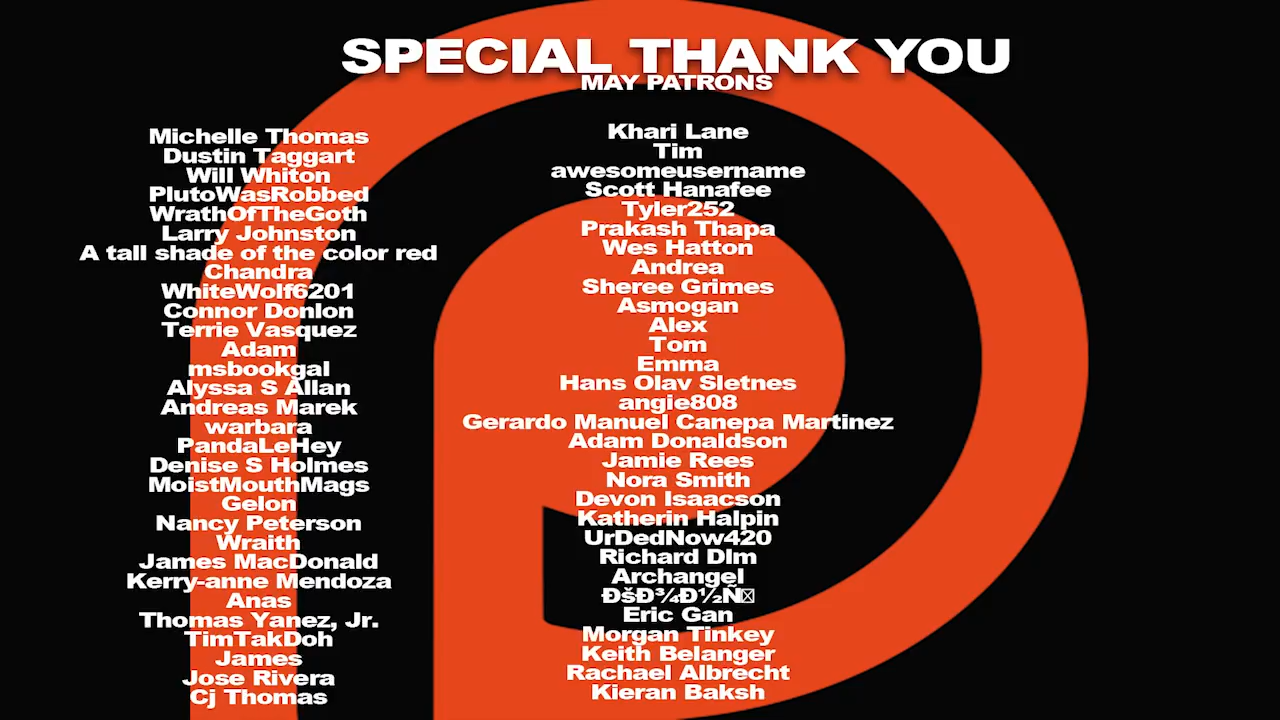 SPECIAL THANK YOU
MAY PATRONS
Michelle Thomas
Dustin Taggart
Will Whiton
PlutoWasRobbed
WrathOfTheGoth
Larry Johnston
A tall shade of the color red
Chandra
WhiteWolf6201
Connor Donlon
Terrie Vasquez
Adam
msbookgal
Alyssa S Allan
Andreas Marek
warbara
PandaLeHey
Denise S Holmes
MoistMouthMags
Gelon
Nancy Peterson
Wraith
James MacDonald
Kerry-anne Mendoza
Anas
Thomas Yanez, Jr.
TimTakDoh
James
Jose Rivera
Cj Thomas
Khari Lane
Tim
awesomeusername
Scott Hanafee
Tyler252
Prakash Thapa
Wes Hatton
Andrea
Sheree Grimes
Asmogan
Alex
Tom
Emma
Hans Olav Sletnes
angie808
Gerardo Manuel Canepa Martinez
Adam Donaldson
Jamie Rees
Nora Smith
Devon Isaacson
Katherin Halpin
UrDedNow420
Richard Dlm
Archangel
ÐšÐ¾Ð½Ñ
Eric Gan
Morgan Tinkey
Keith Belanger
Rachael Albrecht
Kieran Baksh